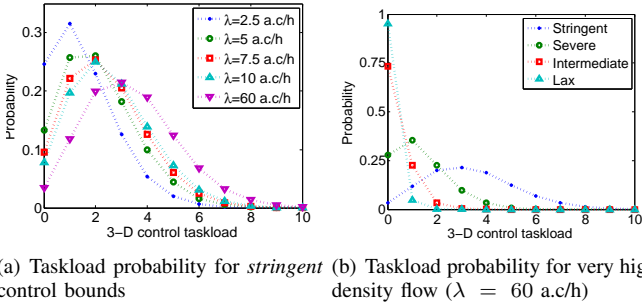 0.3
0.2
0.1
0
Probability
0 2 4 6 8 10
3−D control taskload
λ=2.5 a.c/h
λ=5 a.c/h
λ=7.5 a.c/h
λ=10 a.c/h
λ=60 a.c/h
1
0.75
0.5
0.25
0
Probability
0 2 4 6 8 10
3−D control taskload
Stringent
Severe
Intermediate
Lax
(a) Taskload probability for stringent
control bounds
(b) Taskload probability for very hig
density flow (λ = 60 a.c/h)